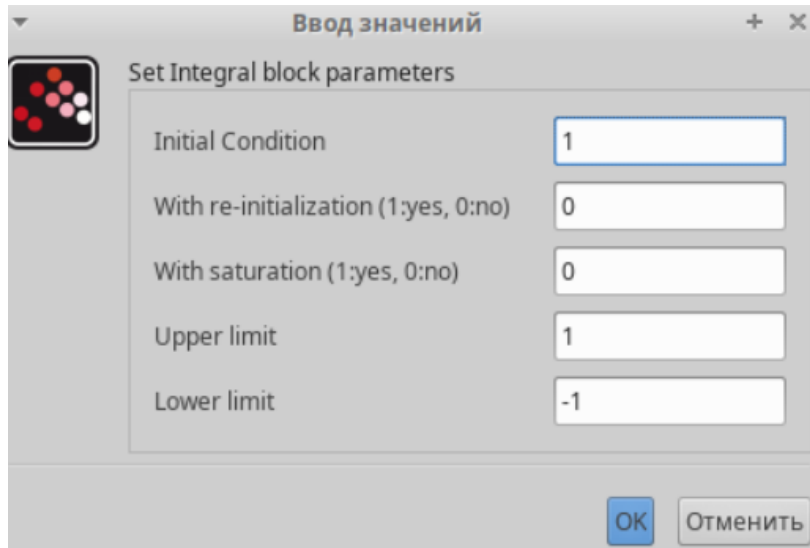 Ввод значений
Set Integral block parameters
Initial Condition 1
With re-initialization (1:yes, 0:no) 0
With saturation (1:yes, 0:no) 0
Upper limit 1
Lower limit -1
OK Отменить